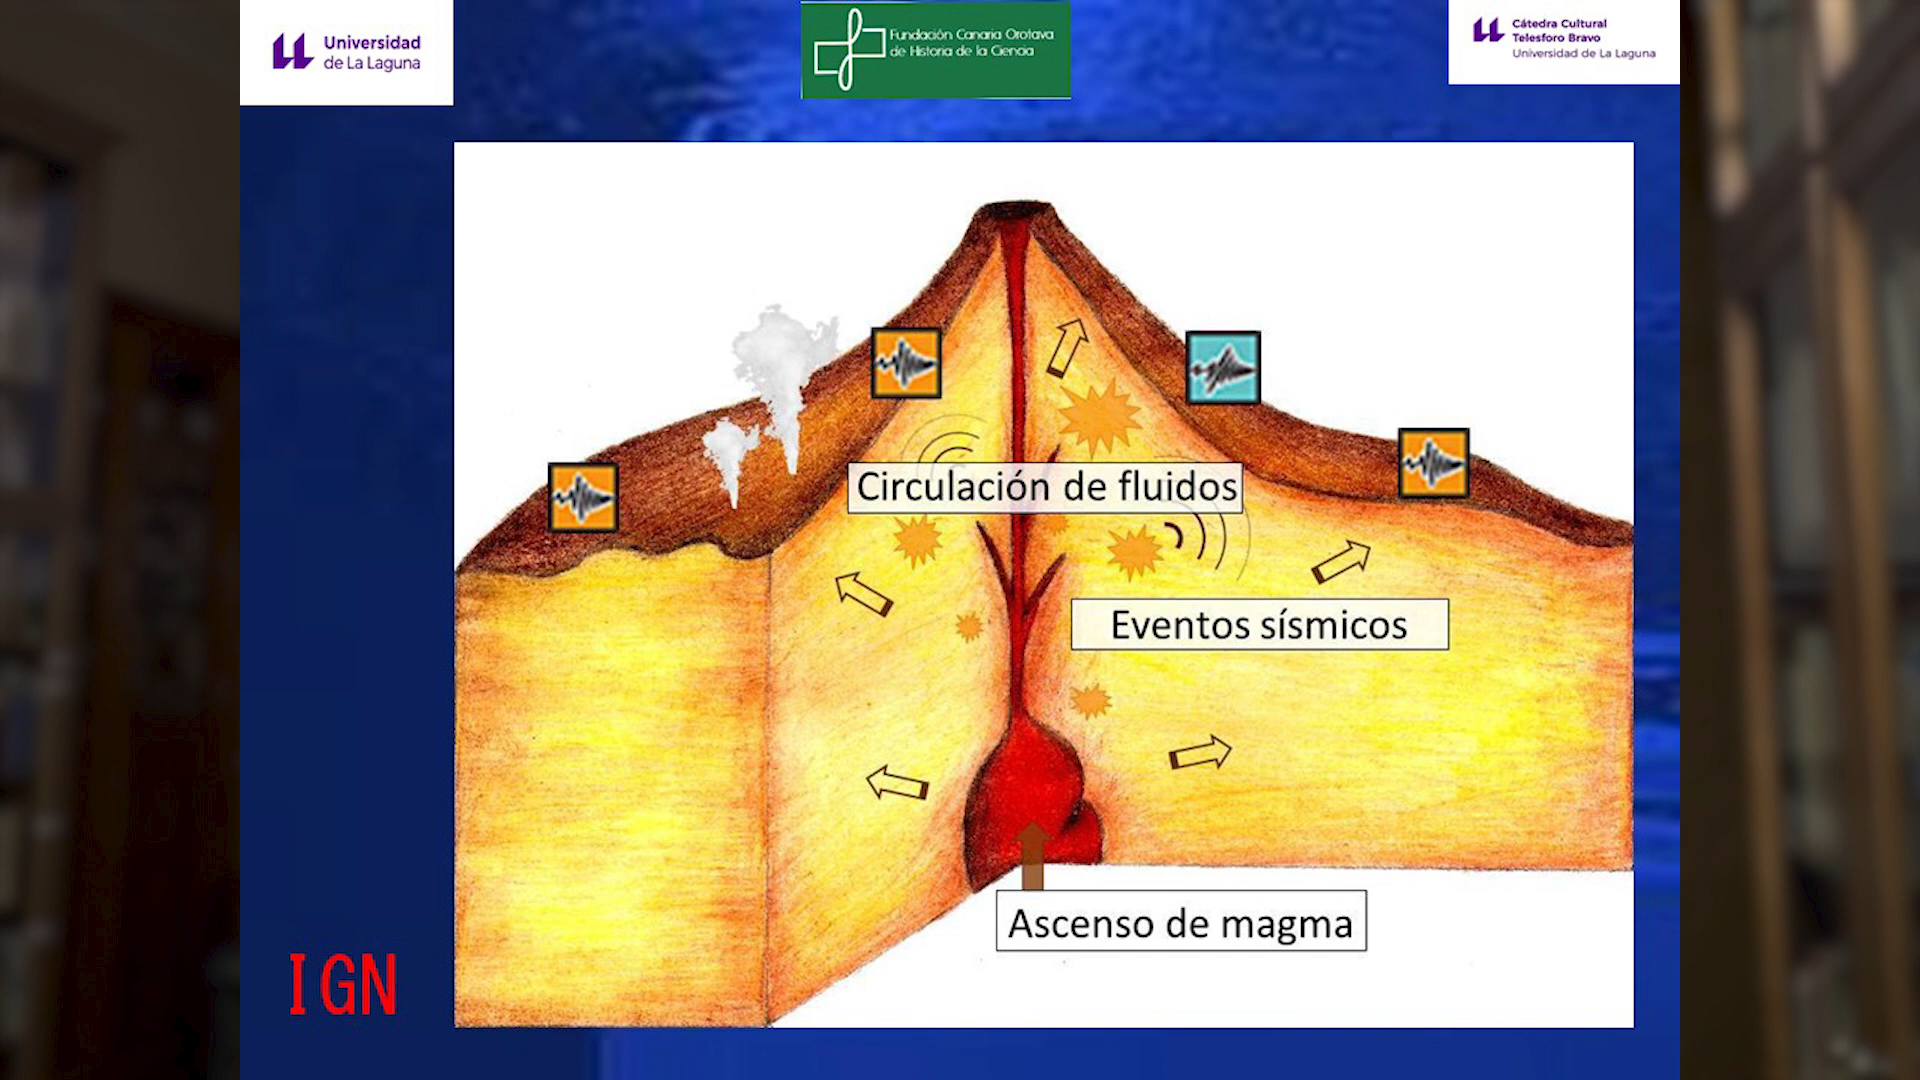 Universidad
de La Laguna
Fundación Canaria Orotava
de Historia de la Ciencia
Cátedra Cultural
Telesforo Bravo
Universidad de La Laguna
Circulación de fluidos
Eventos sísmicos
Ascenso de magma
IGN